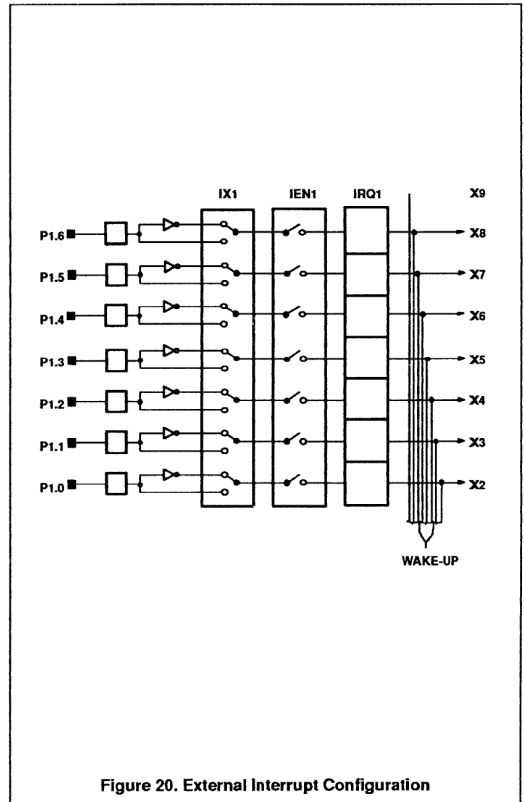 IX1 IEN1 IRQ1 X9
P1.6 X8
P1.5 X7
P1.4 X6
P1.3 X5
P1.2 X4
P1.1 X3
P1.0 X2
WAKE-UP
Figure 20. External Interrupt Configuration